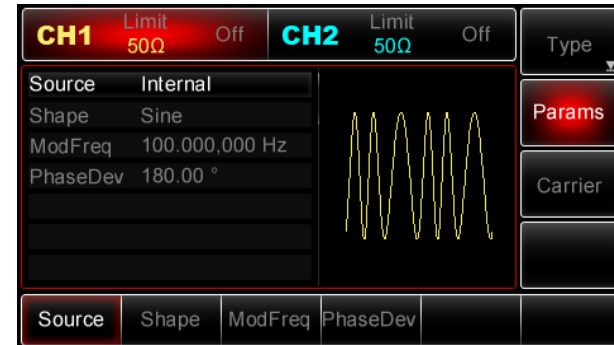 CH1 Limit 50Ω Off CH2 Limit 50Ω Off Type
Source Internal
Shape Sine
ModFreq 100.000,000 Hz
PhaseDev 180.00 °
Params
Carrier
Source Shape ModFreq PhaseDev